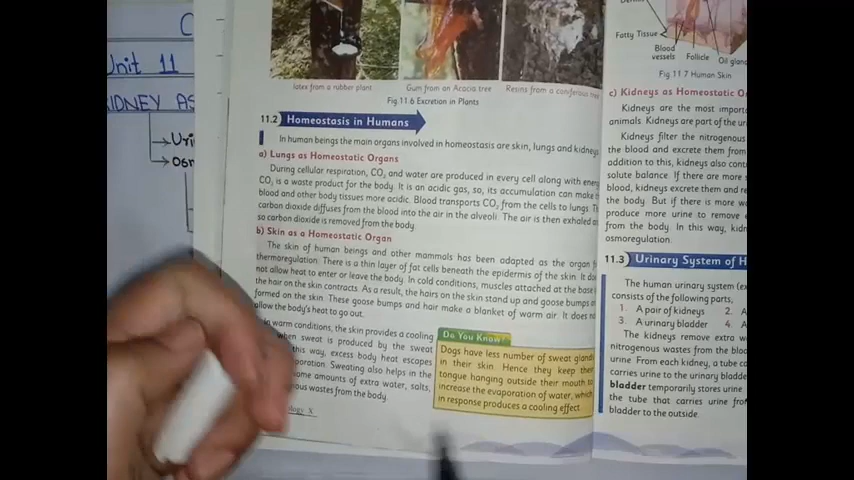 C
Unit 11
KIDNEY AS
Uri
Osm
latex from a rubber plant
Gum from an Acacia tree
Resins from a coniferous tree
Fig 11.6 Excretion in Plants
11.2) Homeostasis in Humans
In human beings the main organs involved in homeostasis are skin, lungs and kidneys
a) Lungs as Homeostatic Organs
During cellular respiration, CO₂ and water are produced in every cell along with energ
CO₂ is a waste product for the body. It is an acidic gas, so, its accumulation can make
blood and other body tissues more acidic. Blood transports CO₂ from the cells to lungs. Th
carbon dioxide diffuses from the blood into the air in the alveoli. The air is then exhaled a
so carbon dioxide is removed from the body.
b) Skin as a Homeostatic Organ
The skin of human beings and other mammals has been adapted as the organ f
thermoregulation. There is a thin layer of fat cells beneath the epidermis of the skin. It do
not allow heat to enter or leave the body. In cold conditions, muscles attached at the base
the hair on the skin contracts. As a result, the hairs on the skin stand up and goose bumps a
formed on the skin. These goose bumps and hair make a blanket of warm air. It does no
allow the body's heat to go out.
In warm conditions, the skin provides a cooling
when sweat is produced by the sweat
this way, excess body heat escapes
poration. Sweating also helps in the
ome amounts of extra water, salts,
nous wastes from the body.
ology X
Do You Know?
Dogs have less number of sweat glands
in their skin. Hence they keep their
tongue hanging outside their mouth to
increase the evaporation of water, which
in response produces a cooling effect.
Fatty Tissue
Blood
vessels
Follicle
Oil gland
Fig 11.7 Human Skin
c) Kidneys as Homeostatic O
Kidneys are the most importa
animals. Kidneys are part of the ur
Kidneys filter the nitrogenous
the blood and excrete them from
addition to this, kidneys also cont
solute balance. If there are more s
blood, kidneys excrete them and re
the body. But if there is more w
produce more urine to remove
from the body. In this way, kidn
osmoregulation.
11.3) Urinary System of H
The human urinary system (ex
consists of the following parts,
1. A pair of kidneys 2. A
3. A urinary bladder 4. A
The kidneys remove extra w
nitrogenous wastes from the bloo
urine. From each kidney, a tube ca
carries urine to the urinary bladde
bladder temporarily stores urine
the tube that carries urine fro
bladder to the outside.